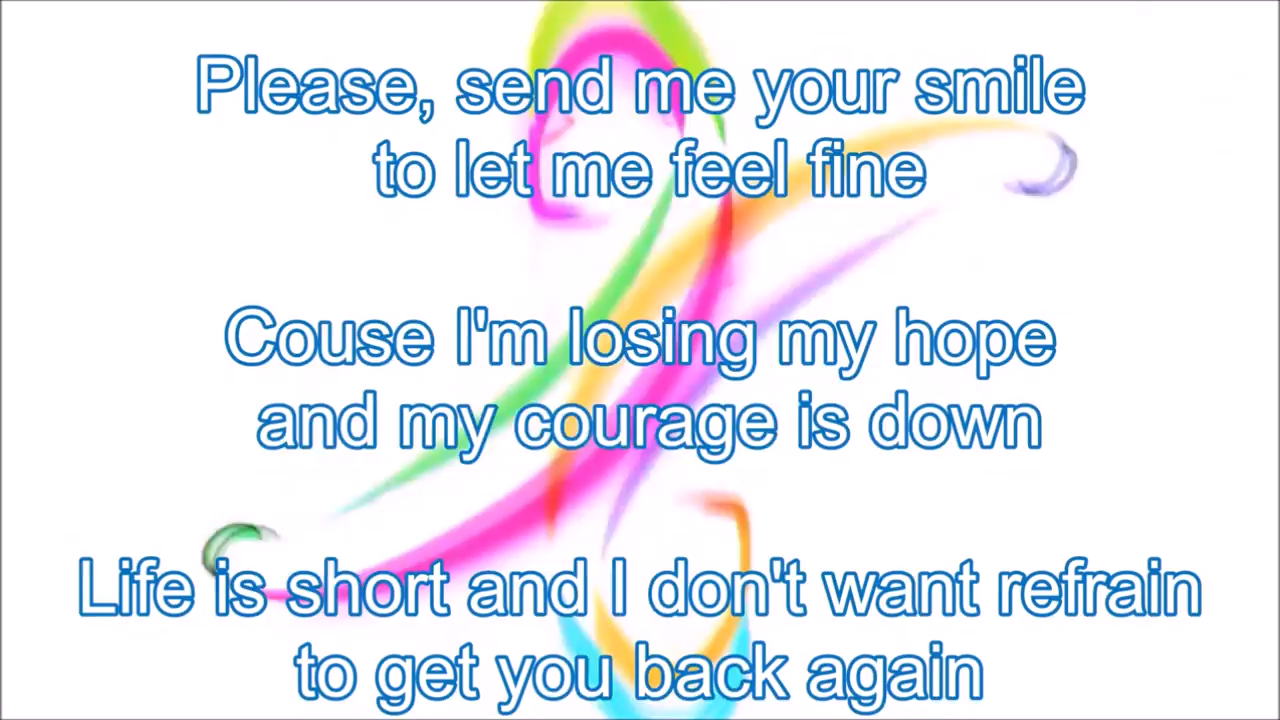 Please, send me your smile
to let me feel fine
Couse I'm losing my hope
and my courage is down
Life is short and I don't want refrain
to get you back again